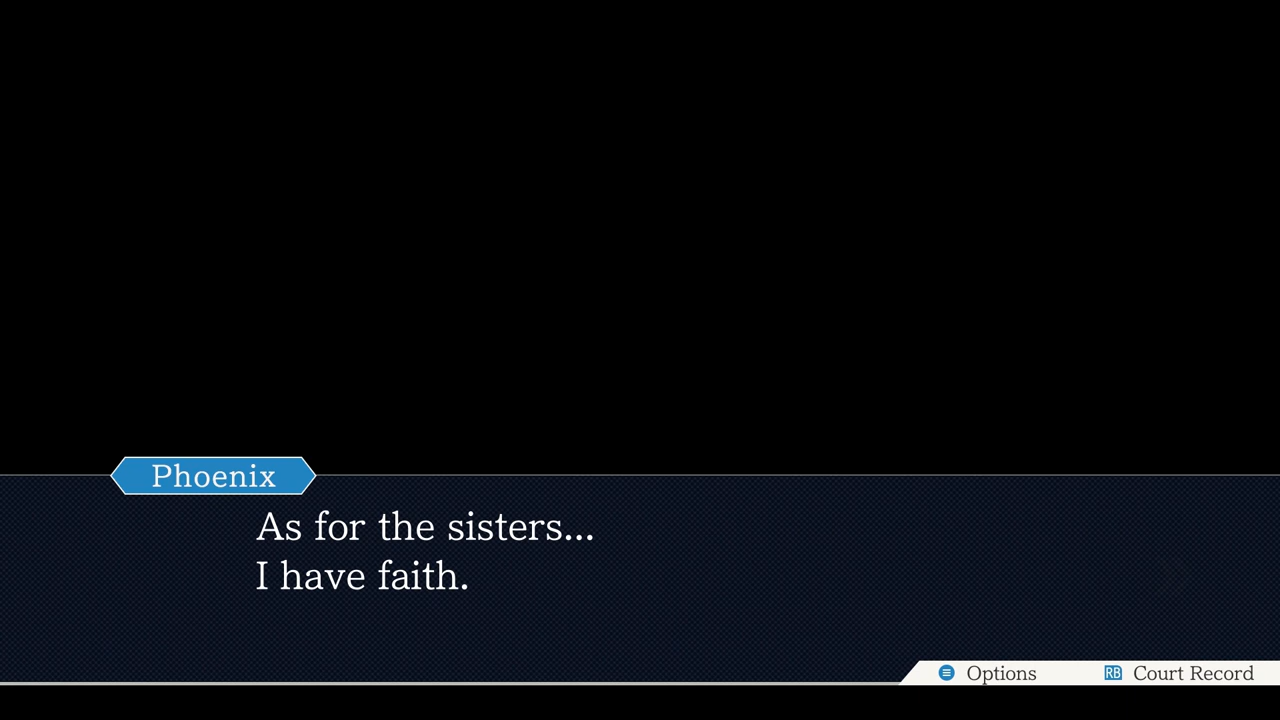 Phoenix
As for the sisters...
I have faith.
Options
RB Court Record